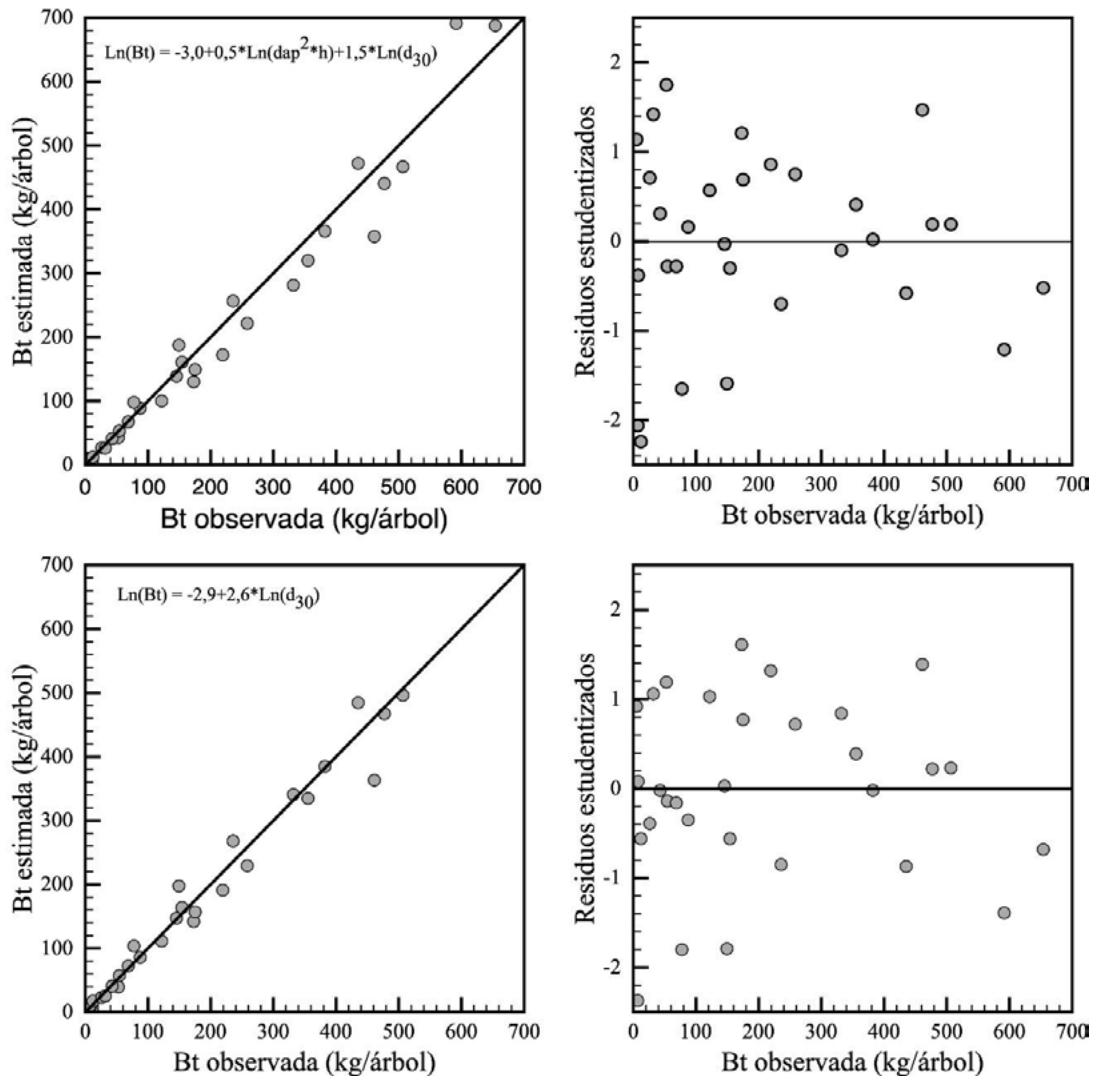 700
600
500
400
300
200
100
0
Bt estimada (kg/árbol)
Ln(Bt) = -3,0+0,5*Ln(dap²*h)+1,5*Ln(d₃₀)
0 100 200 300 400 500 600 700
Bt observada (kg/árbol)
2
1
0
-1
-2
Residuos estudentizados
0 100 200 300 400 500 600 700
Bt observada (kg/árbol)
700
600
500
400
300
200
100
0
Bt estimada (kg/árbol)
Ln(Bt) = -2,9+2,6*Ln(d₃₀)
0 100 200 300 400 500 600 700
Bt observada (kg/árbol)
2
1
0
-1
-2
Residuos estudentizados
0 100 200 300 400 500 600 700
Bt observada (kg/árbol)